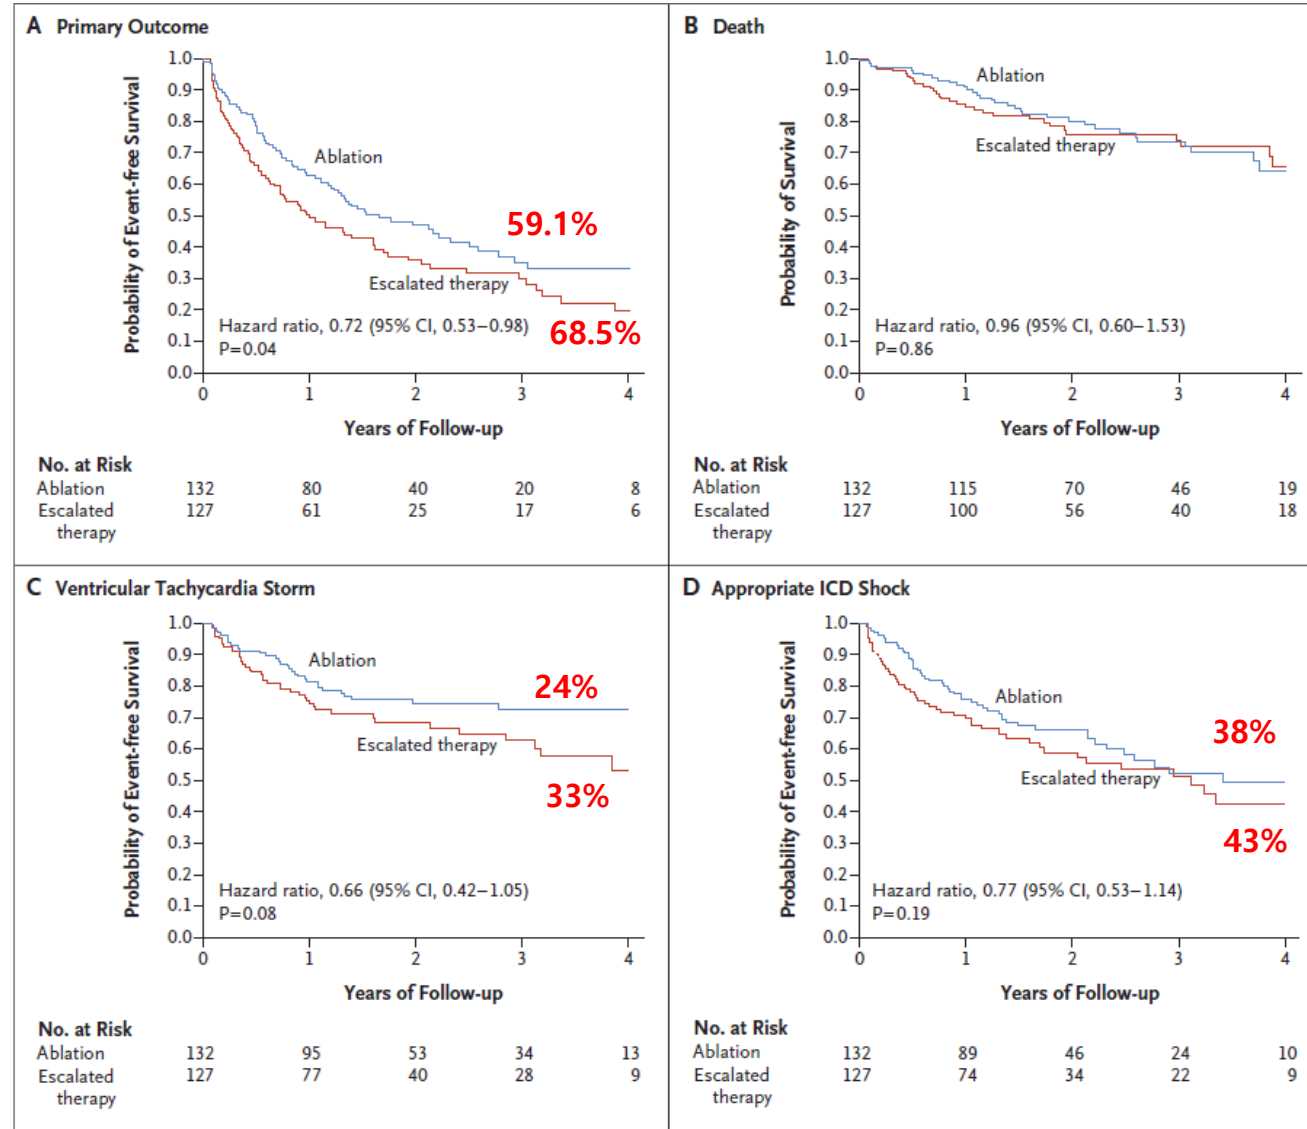 A Primary Outcome
Probability of Event-free Survival
1.0
0.9
0.8
0.7
0.6
0.5
0.4
0.3
0.2
0.1
0.0
Ablation
59.1%
Escalated therapy
68.5%
Hazard ratio, 0.72 (95% CI, 0.53–0.98)
P=0.04
0 1 2 3 4
Years of Follow-up
No. at Risk
Ablation 132 80 40 20 8
Escalated 127 61 25 17 6
therapy
B Death
Probability of Survival
1.0
0.9
0.8
0.7
0.6
0.5
0.4
0.3
0.2
0.1
0.0
Ablation
Escalated therapy
Hazard ratio, 0.96 (95% CI, 0.60–1.53)
P=0.86
0 1 2 3 4
Years of Follow-up
No. at Risk
Ablation 132 115 70 46 19
Escalated 127 100 56 40 18
therapy
C Ventricular Tachycardia Storm
Probability of Event-free Survival
1.0
0.9
0.8
0.7
0.6
0.5
0.4
0.3
0.2
0.1
0.0
Ablation
24%
Escalated therapy
33%
Hazard ratio, 0.66 (95% CI, 0.42–1.05)
P=0.08
0 1 2 3 4
Years of Follow-up
No. at Risk
Ablation 132 95 53 34 13
Escalated 127 77 40 28 9
therapy
D Appropriate ICD Shock
Probability of Event-free Survival
1.0
0.9
0.8
0.7
0.6
0.5
0.4
0.3
0.2
0.1
0.0
Ablation
38%
Escalated therapy
43%
Hazard ratio, 0.77 (95% CI, 0.53–1.14)
P=0.19
0 1 2 3 4
Years of Follow-up
No. at Risk
Ablation 132 89 46 24 10
Escalated 127 74 34 22 9
therapy